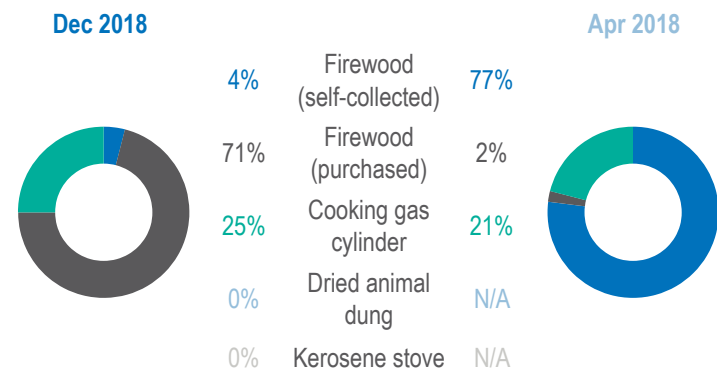 Dec 2018
Apr 2018
4%
Firewood
(self-collected)
77%
71%
Firewood
(purchased)
2%
25%
Cooking gas
cylinder
21%
0%
Dried animal
dung
N/A
0%
Kerosene stove
N/A